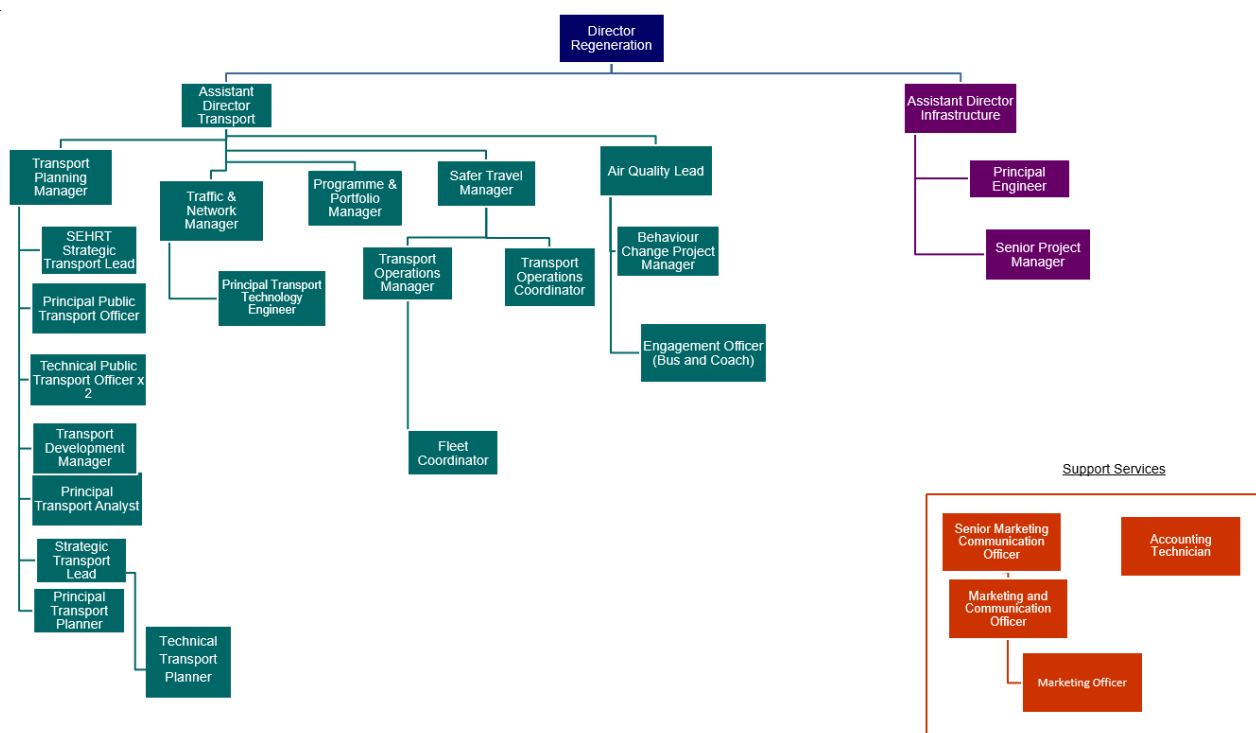 Director
Regeneration
Assistant
Director
Transport
Assistant Director
Infrastructure
Transport
Planning
Manager
Traffic &
Network
Manager
Programme &
Portfolio
Manager
Safer Travel
Manager
Air Quality Lead
Principal
Engineer
Senior Project
Manager
SEHRT
Strategic
Transport Lead
Principal Public
Transport Officer
Technical Public
Transport Officer x
2
Transport
Development
Manager
Principal
Transport Analyst
Strategic
Transport
Lead
Principal
Transport
Planner
Technical
Transport
Planner
Principal Transport
Technology
Engineer
Transport
Operations
Manager
Transport
Operations
Coordinator
Fleet
Coordinator
Behaviour
Change Project
Manager
Engagement Officer
(Bus and Coach)
Support Services
Senior Marketing
Communication
Officer
Accounting
Technician
Marketing and
Communication
Officer
Marketing Officer